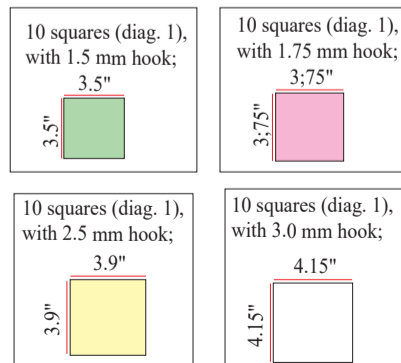 10 squares (diag. 1),
with 1.5 mm hook;
3.5"
3.5"
10 squares (diag. 1),
with 1.75 mm hook;
3;75"
3;75"
10 squares (diag. 1),
with 2.5 mm hook;
3.9"
3.9"
10 squares (diag. 1),
with 3.0 mm hook;
4.15"
4.15"